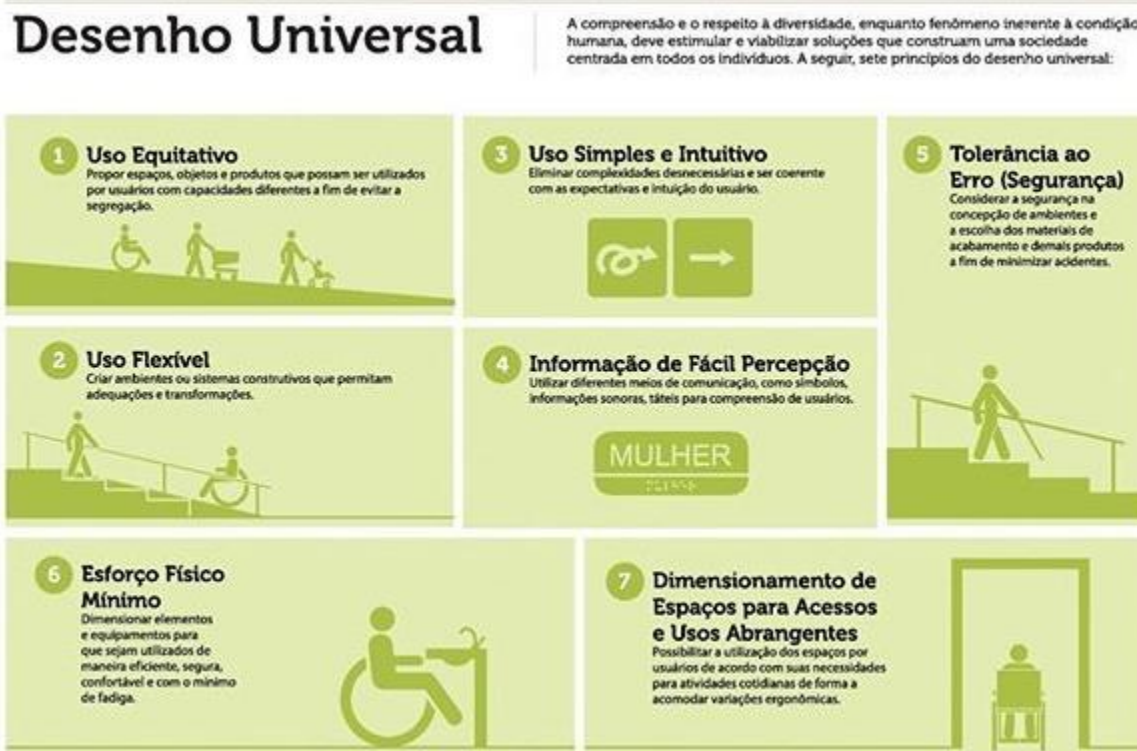 Desenho Universal
A compreensão e o respeito à diversidade, enquanto fenômeno inerente à condição
humana, deve estimular e viabilizar soluções que construam uma sociedade
centrada em todos os indivíduos. A seguir, sete princípios do desenho universal:
1 Uso Equitativo
Propor espaços, objetos e produtos que possam ser utilizados
por usuários com capacidades diferentes a fim de evitar a
segregação.
2 Uso Flexível
Criar ambientes ou sistemas construtivos que permitam
adequações e transformações.
3 Uso Simples e Intuitivo
Eliminar complexidades desnecessárias e ser coerente
com as expectativas e intuição do usuário.
4 Informação de Fácil Percepção
Utilizar diferentes meios de comunicação, como símbolos,
informações sonoras, táteis para compreensão de usuários.
MULHER
5 Tolerância ao
Erro (Segurança)
Considerar a segurança na
concepção de ambientes e
a escolha dos materiais de
acabamento e demais produtos
a fim de minimizar acidentes.
6 Esforço Físico
Mínimo
Dimensionar elementos
e equipamentos para
que sejam utilizados de
maneira eficiente, segura,
confortável e com o mínimo
de fadiga.
7 Dimensionamento de
Espaços para Acessos
e Usos Abrangentes
Possibilitar a utilização dos espaços por
usuários de acordo com suas necessidades
para atividades cotidianas de forma a
acomodar variações ergonômicas.